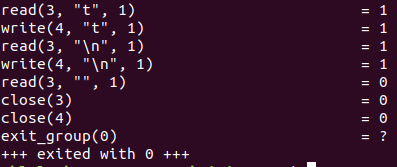 read(3, "t", 1) = 1
write(4, "t", 1) = 1
read(3, "\n", 1) = 1
write(4, "\n", 1) = 1
read(3, "", 1) = 0
close(3) = 0
close(4) = 0
exit_group(0) = ?
+++ exited with 0 +++